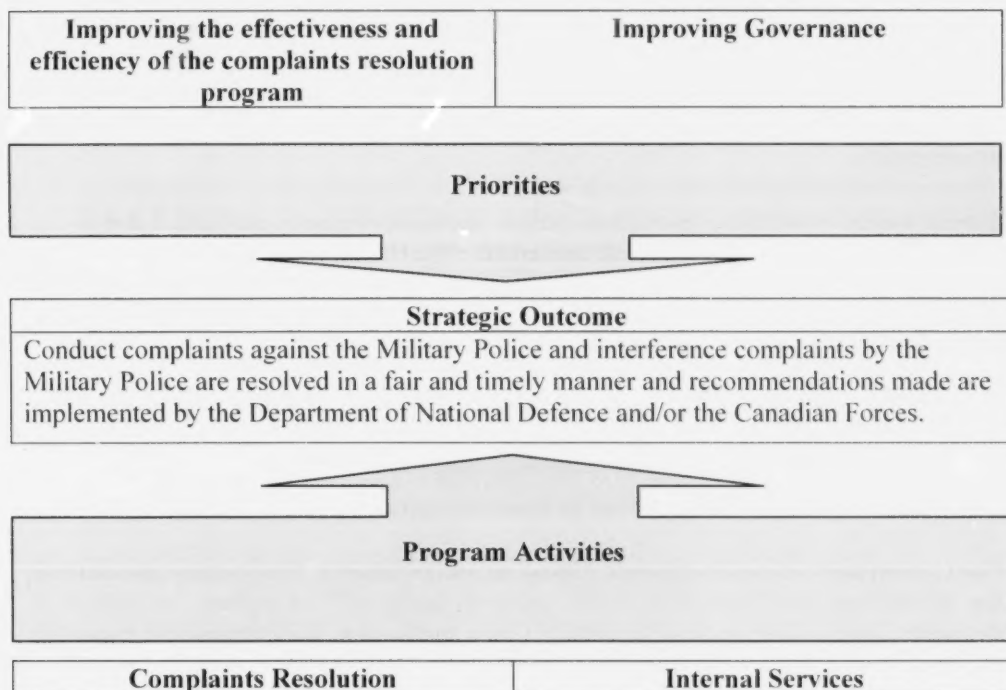 Improving the effectiveness and
efficiency of the complaints resolution
program
Improving Governance
Priorities
Strategic Outcome
Conduct complaints against the Military Police and interference complaints by the
Military Police are resolved in a fair and timely manner and recommendations made are
implemented by the Department of National Defence and/or the Canadian Forces.
Program Activities
Complaints Resolution
Internal Services